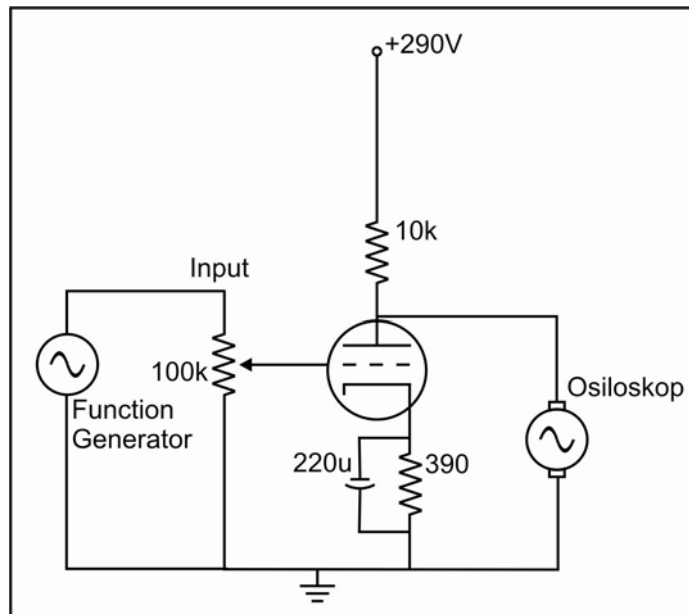 +290V
10k
Input
100k
Function
Generator
Osiloskop
220u
390